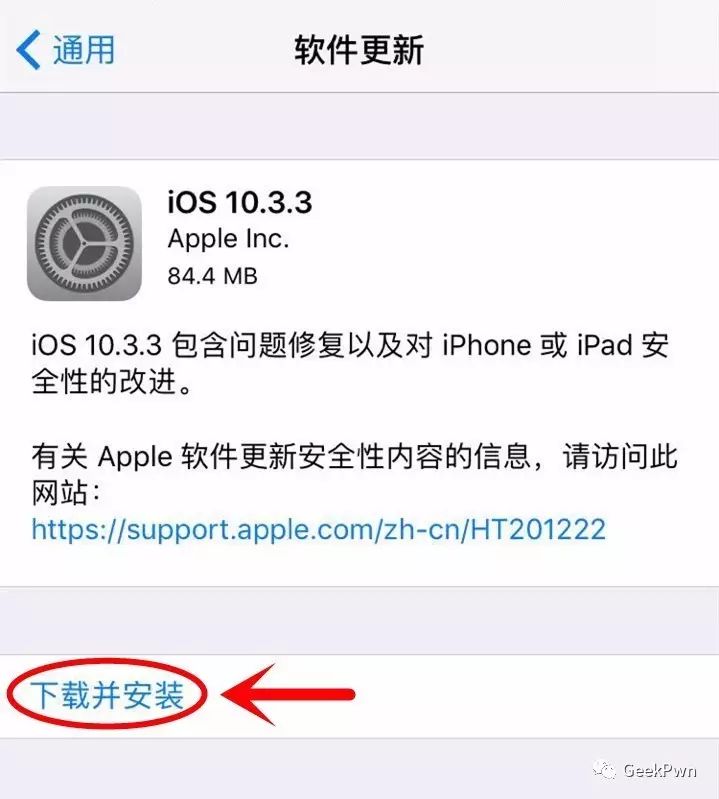 通用
软件更新
iOS 10.3.3
Apple Inc.
84.4 MB
iOS 10.3.3 包含问题修复以及对 iPhone 或 iPad 安
全性的改进。
有关 Apple 软件更新安全性内容的信息，请访问此
网站：
https://support.apple.com/zh-cn/HT201222
下载并安装
GeekPwn